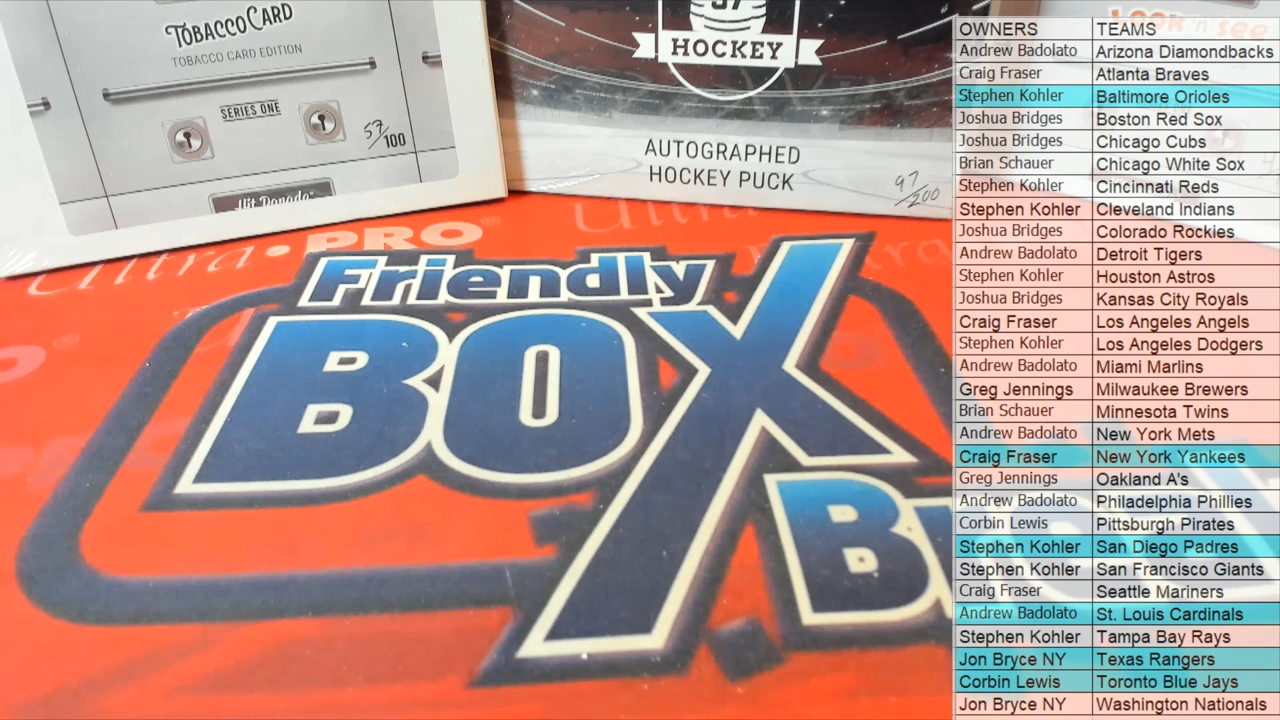 TOBACCO CARD
TOBACCO CARD EDITION
SERIES ONE
57/100
Hit Parade
HOCKEY
AUTOGRAPHED
HOCKEY PUCK
97/200
Ultra•PRO®
Friendly
BOX
OWNERS TEAMS
Andrew Badolato Arizona Diamondbacks
Craig Fraser Atlanta Braves
Stephen Kohler Baltimore Orioles
Joshua Bridges Boston Red Sox
Joshua Bridges Chicago Cubs
Brian Schauer Chicago White Sox
Stephen Kohler Cincinnati Reds
Stephen Kohler Cleveland Indians
Joshua Bridges Colorado Rockies
Andrew Badolato Detroit Tigers
Stephen Kohler Houston Astros
Joshua Bridges Kansas City Royals
Craig Fraser Los Angeles Angels
Stephen Kohler Los Angeles Dodgers
Andrew Badolato Miami Marlins
Greg Jennings Milwaukee Brewers
Brian Schauer Minnesota Twins
Andrew Badolato New York Mets
Craig Fraser New York Yankees
Greg Jennings Oakland A's
Andrew Badolato Philadelphia Phillies
Corbin Lewis Pittsburgh Pirates
Stephen Kohler San Diego Padres
Stephen Kohler San Francisco Giants
Craig Fraser Seattle Mariners
Andrew Badolato St. Louis Cardinals
Stephen Kohler Tampa Bay Rays
Jon Bryce NY Texas Rangers
Corbin Lewis Toronto Blue Jays
Jon Bryce NY Washington Nationals